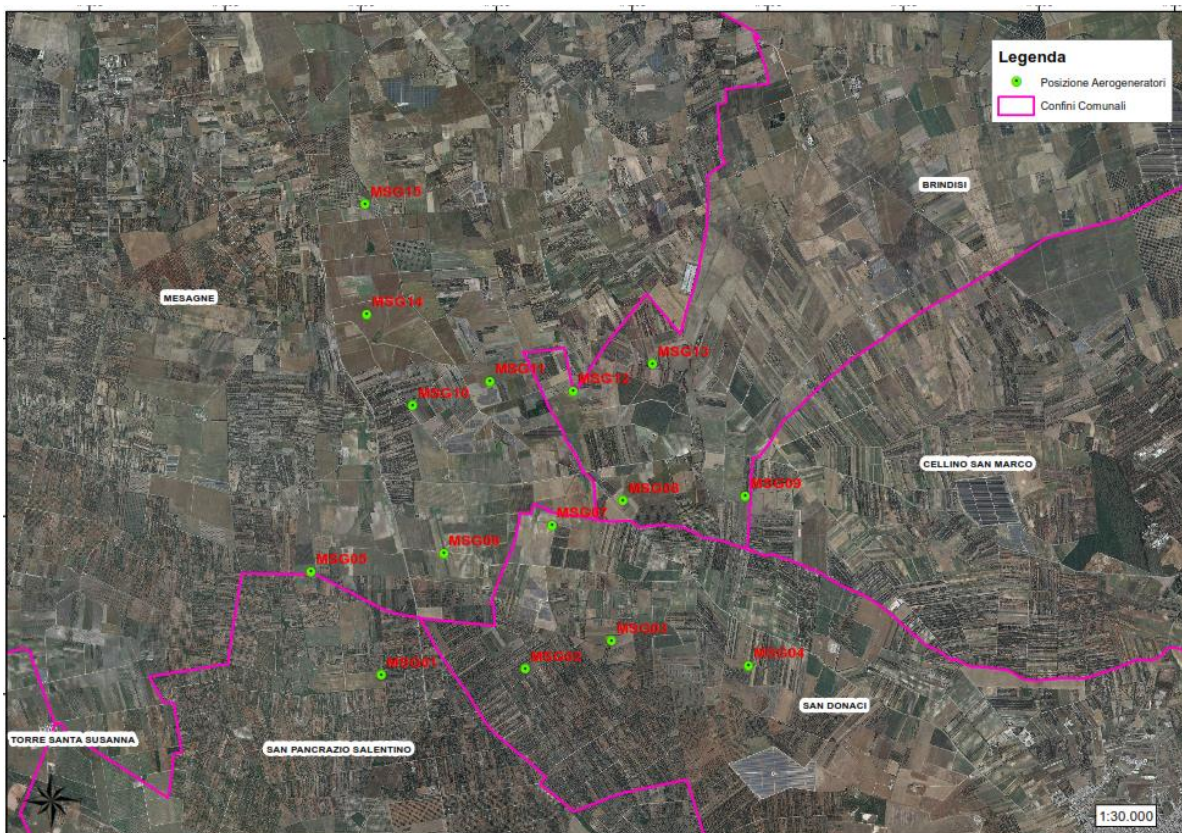 Legenda
Posizione Aerogeneratori
Confini Comunali
BRINDISI
MSG15
MESAGNE
MSG14
MSG13
MSG11
MSG12
MSG10
CELLINO SAN MARCO
MSG09
MSG08
MSG07
MSG06
MSG05
MSG03
MSG02
MSG04
MSG01
SAN DONACI
TORRE SANTA SUSANNA
SAN PANCRAZIO SALENTINO
1:30.000